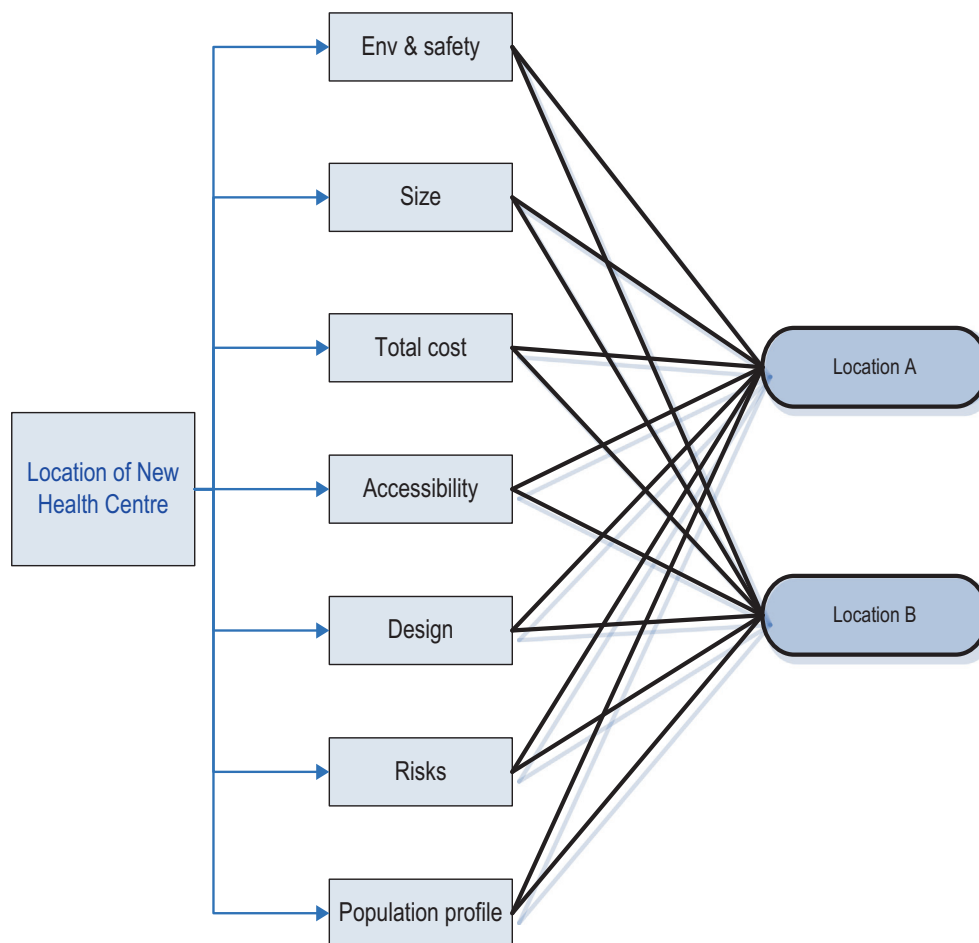 Env & safety
Size
Total cost
Location A
Location of New
Health Centre
Accessibility
Design
Location B
Risks
Population profile